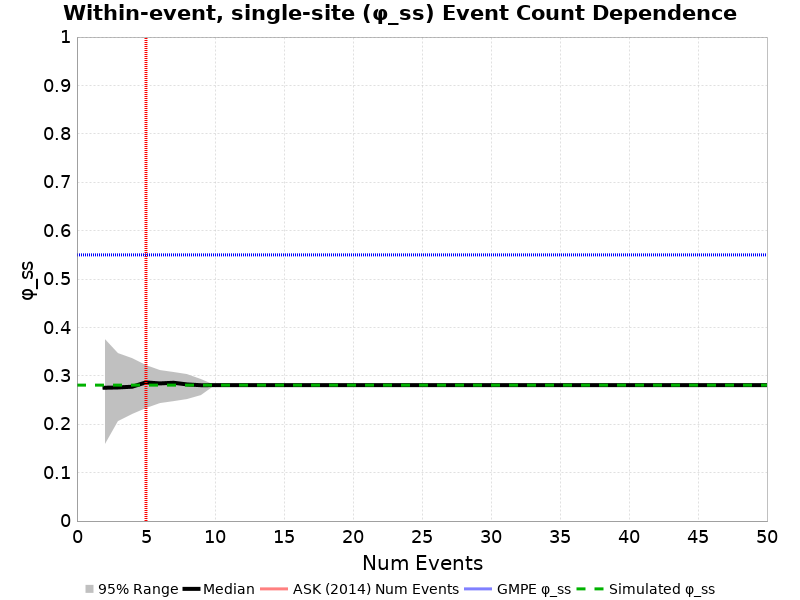 Within-event, single-site (φ_ss) Event Count Dependence
1
0.9
0.8
0.7
0.6
0.5
0.4
0.3
0.2
0.1
0
φ_ss
0 5 10 15 20 25 30 35 40 45 50
Num Events
95% Range Median ASK (2014) Num Events GMPE φ_ss Simulated φ_ss